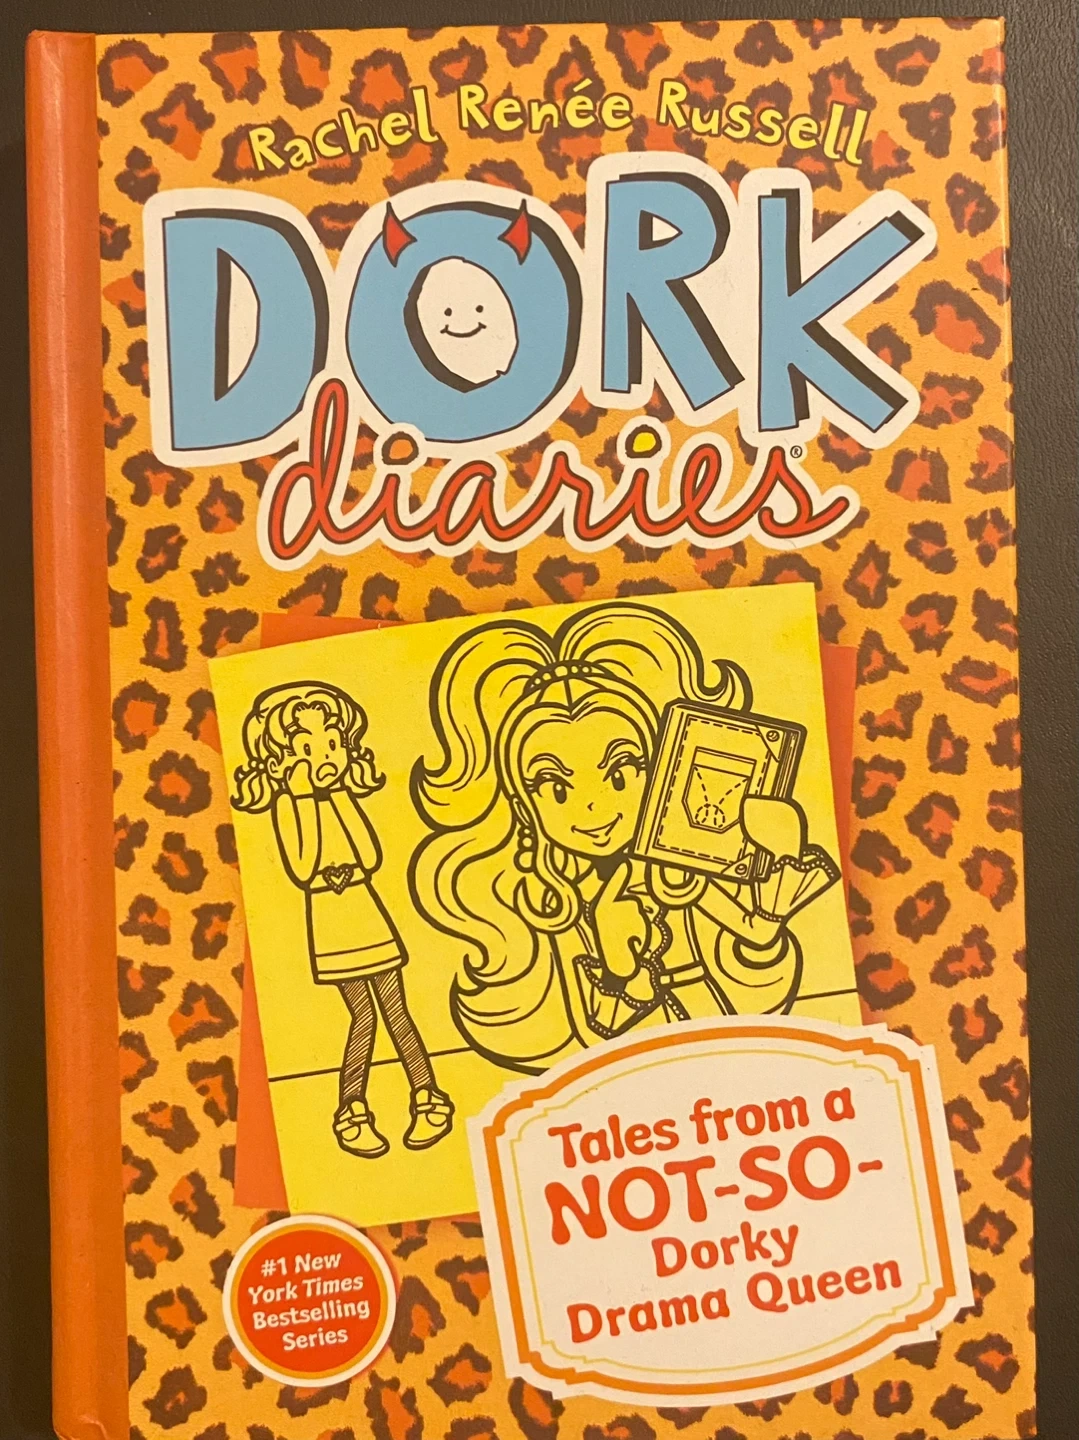 Rachel Renée Russell
DORK
diaries®
Tales from a
NOT-SO-
Dorky
Drama Queen
#1 New
York Times
Bestselling
Series